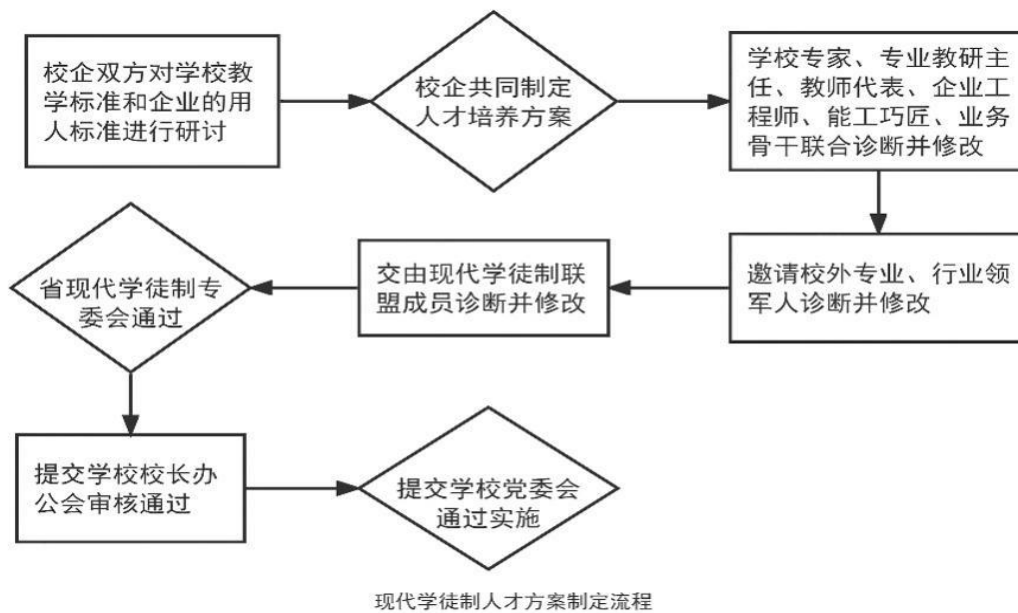 校企双方对学校教
学标准和企业的用
人标准进行研讨
校企共同制定
人才培养方案
学校专家、专业教研主
任、教师代表、企业工
程师、能工巧匠、业务
骨干联合诊断并修改
邀请校外专业、行业领
军人诊断并修改
交由现代学徒制联
盟成员诊断并修改
省现代学徒制专
委会通过
提交学校校长办
公会审核通过
提交学校党委会
通过实施
现代学徒制人才方案制定流程